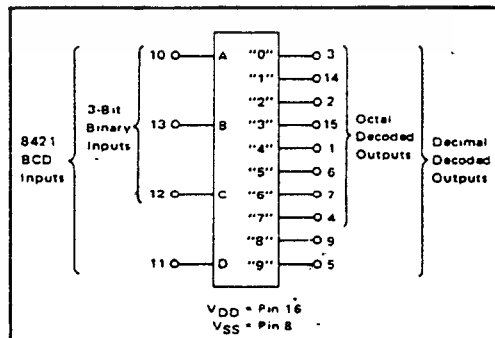 10 A "0" 3
"1" 14
3-Bit
Binary
Inputs
"2" 2
8421
BCD
Inputs
13 B "3" 15
Octal
Decoded
Outputs
"4" 1
Decimal
Decoded
Outputs
"5" 6
12 C "6" 7
"7" 4
"8" 9
11 D "9" 5
VDD = Pin 16
VSS = Pin 8